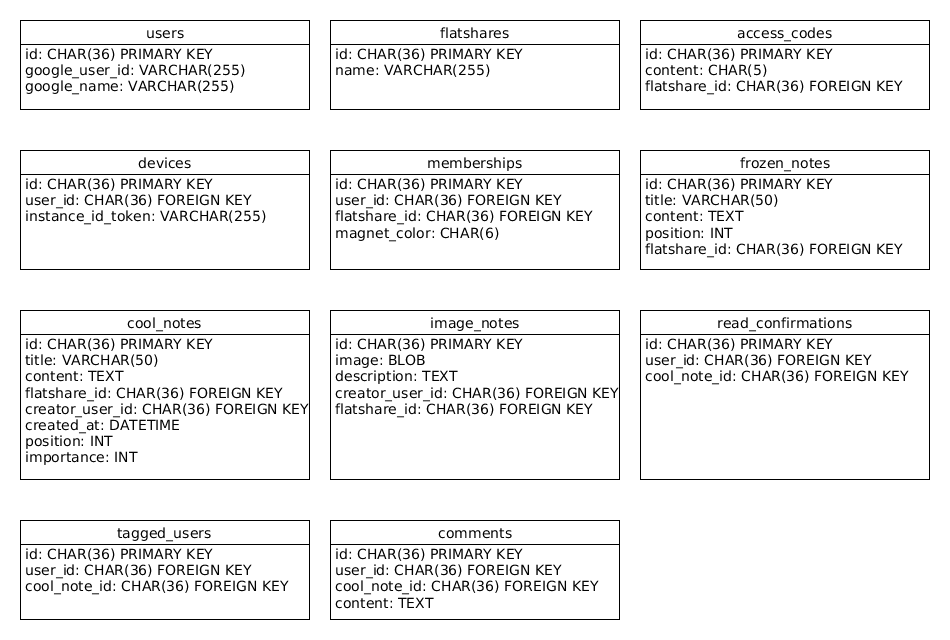 users
id: CHAR(36) PRIMARY KEY
google_user_id: VARCHAR(255)
google_name: VARCHAR(255)
flatshares
id: CHAR(36) PRIMARY KEY
name: VARCHAR(255)
access_codes
id: CHAR(36) PRIMARY KEY
content: CHAR(5)
flatshare_id: CHAR(36) FOREIGN KEY
devices
id: CHAR(36) PRIMARY KEY
user_id: CHAR(36) FOREIGN KEY
instance_id_token: VARCHAR(255)
memberships
id: CHAR(36) PRIMARY KEY
user_id: CHAR(36) FOREIGN KEY
flatshare_id: CHAR(36) FOREIGN KEY
magnet_color: CHAR(6)
frozen_notes
id: CHAR(36) PRIMARY KEY
title: VARCHAR(50)
content: TEXT
position: INT
flatshare_id: CHAR(36) FOREIGN KEY
cool_notes
id: CHAR(36) PRIMARY KEY
title: VARCHAR(50)
content: TEXT
flatshare_id: CHAR(36) FOREIGN KEY
creator_user_id: CHAR(36) FOREIGN KEY
created_at: DATETIME
position: INT
importance: INT
image_notes
id: CHAR(36) PRIMARY KEY
image: BLOB
description: TEXT
creator_user_id: CHAR(36) FOREIGN KEY
flatshare_id: CHAR(36) FOREIGN KEY
read_confirmations
id: CHAR(36) PRIMARY KEY
user_id: CHAR(36) FOREIGN KEY
cool_note_id: CHAR(36) FOREIGN KEY
tagged_users
id: CHAR(36) PRIMARY KEY
user_id: CHAR(36) FOREIGN KEY
cool_note_id: CHAR(36) FOREIGN KEY
comments
id: CHAR(36) PRIMARY KEY
user_id: CHAR(36) FOREIGN KEY
cool_note_id: CHAR(36) FOREIGN KEY
content: TEXT